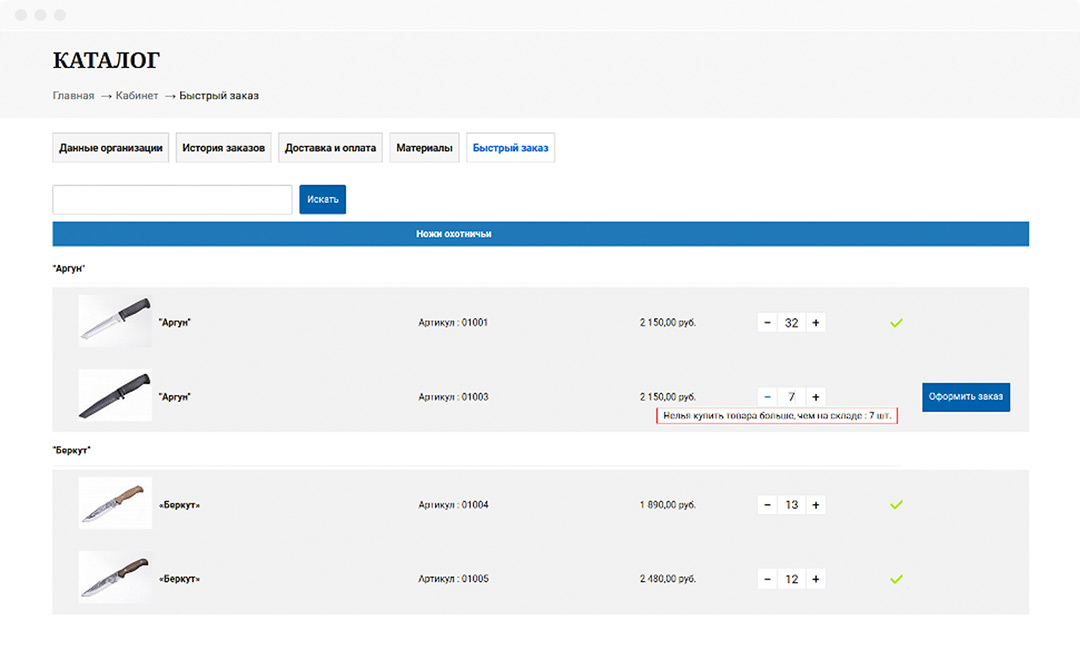 КАТАЛОГ
Главная → Кабинет → Быстрый заказ
Данные организации История заказов Доставка и оплата Материалы Быстрый заказ
Искать
Ножи охотничьи
"Аргун"
"Аргун" Артикул : 01001 2 150,00 руб. - 32 +
"Аргун" Артикул : 01003 2 150,00 руб. - 7 + Оформить заказ
Нелья купить товара больше, чем на складе : 7 шт.
"Беркут"
«Беркут» Артикул : 01004 1 890,00 руб. - 13 +
«Беркут» Артикул : 01005 2 480,00 руб. - 12 +